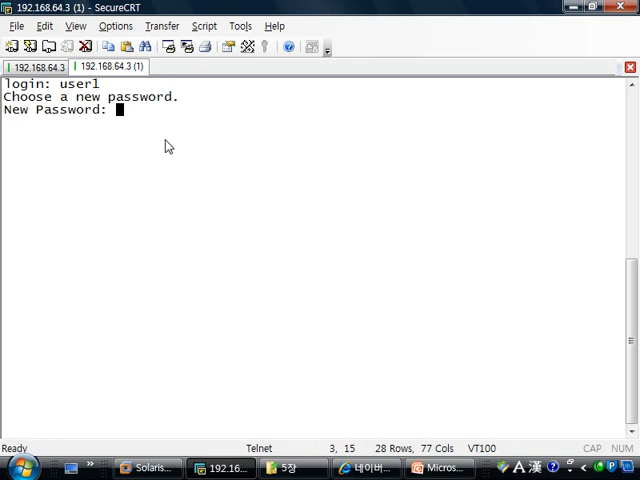 192.168.64.3 (1) - SecureCRT
File Edit View Options Transfer Script Tools Help
192.168.64.3 192.168.64.3 (1)
login: user1
Choose a new password.
New Password:
Ready Telnet 3, 15 28 Rows, 77 Cols VT100 CAP NUM
Solaris... 192.16... 5장 네이버... Micros... A 漢